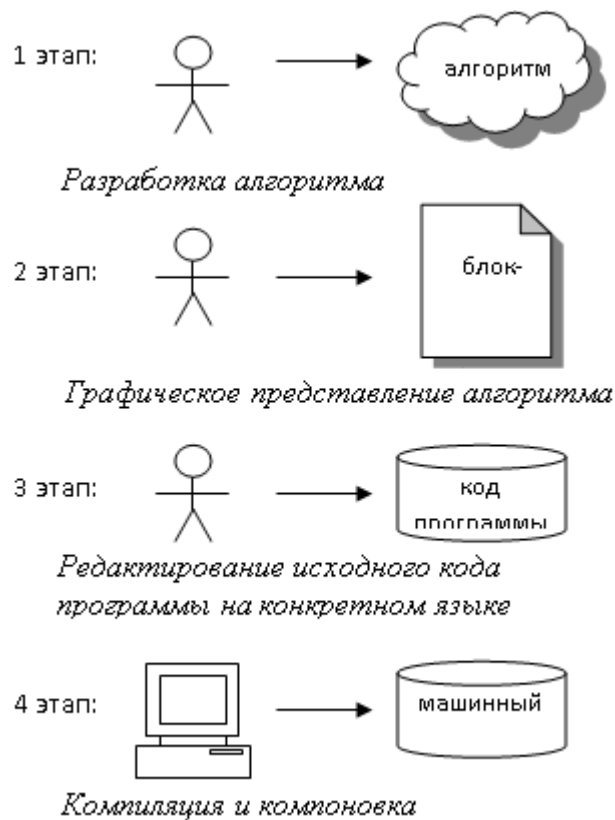 1 этап:
алгоритм
Разработка алгоритма
2 этап:
блок-
Графическое представление алгоритма
3 этап:
код
программы
Редактирование исходного кода
программы на конкретном языке
4 этап:
машинный
Компиляция и компоновка